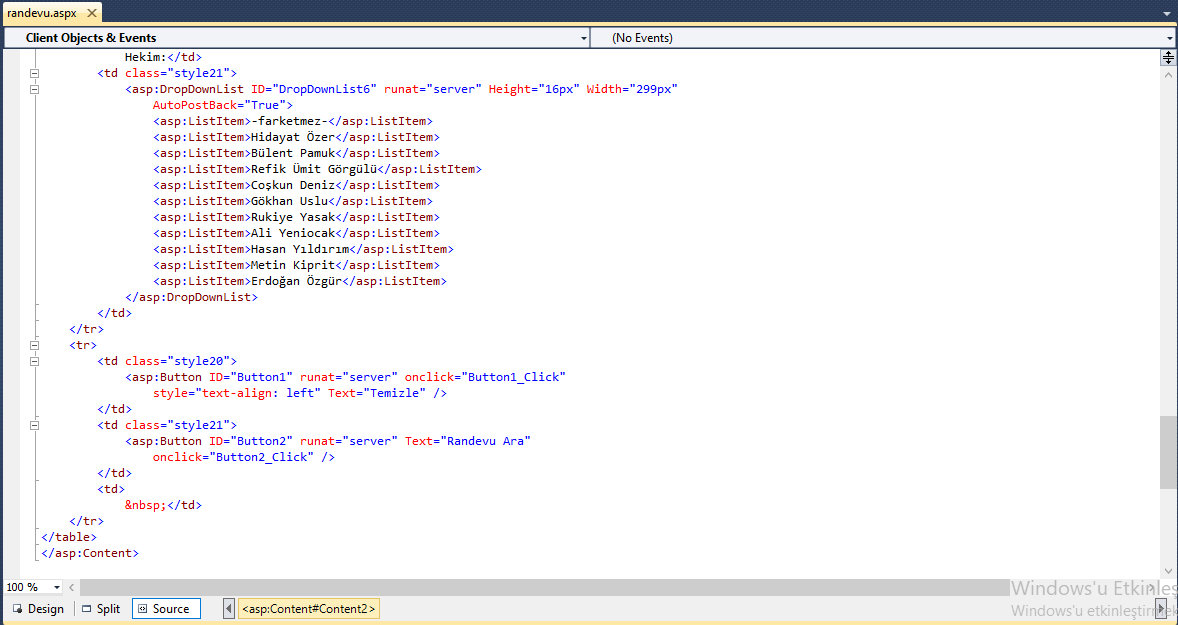 randevu.aspx
Client Objects & Events
(No Events)
Hekim:</td>
<td class="style21">
<asp:DropDownList ID="DropDownList6" runat="server" Height="16px" Width="299px"
AutoPostBack="True">
<asp:ListItem>-farketmez-</asp:ListItem>
<asp:ListItem>Hidayat Özer</asp:ListItem>
<asp:ListItem>Bülent Pamuk</asp:ListItem>
<asp:ListItem>Refik Ümit Görgülü</asp:ListItem>
<asp:ListItem>Coşkun Deniz</asp:ListItem>
<asp:ListItem>Gökhan Uslu</asp:ListItem>
<asp:ListItem>Rukiye Yasak</asp:ListItem>
<asp:ListItem>Ali Yeniocak</asp:ListItem>
<asp:ListItem>Hasan Yıldırım</asp:ListItem>
<asp:ListItem>Metin Kiprit</asp:ListItem>
<asp:ListItem>Erdoğan Özgür</asp:ListItem>
</asp:DropDownList>
</td>
</tr>
<tr>
<td class="style20">
<asp:Button ID="Button1" runat="server" onclick="Button1_Click"
style="text-align: left" Text="Temizle" />
</td>
<td class="style21">
<asp:Button ID="Button2" runat="server" Text="Randevu Ara"
onclick="Button2_Click" />
</td>
<td>
&nbsp;</td>
</tr>
</table>
</asp:Content>
100 %
Windows'u Etkinleş
Design Split Source <asp:Content#Content2>
Windows'u etkinleştirmek